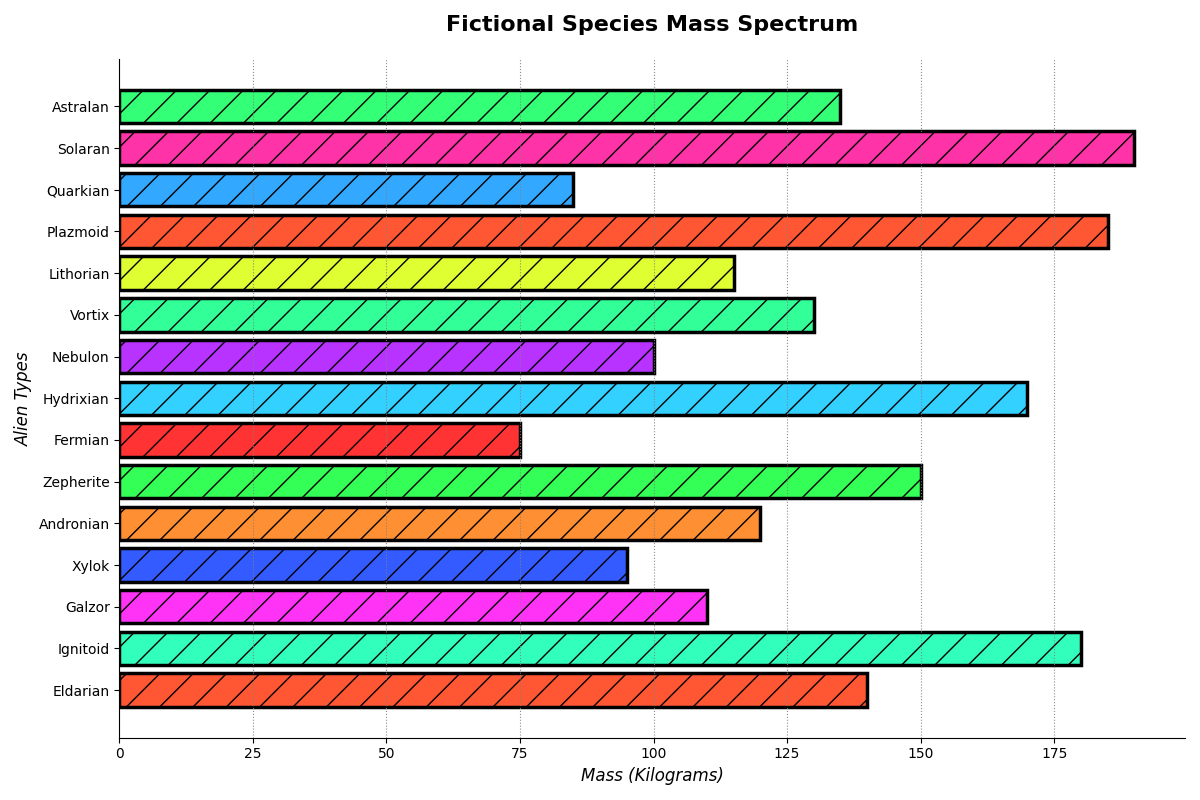 Fictional Species Mass Spectrum
Alien Types
Astralan
Solaran
Quarkian
Plazmoid
Lithorian
Vortix
Nebulon
Hydrixian
Fermian
Zepherite
Andronian
Xylok
Galzor
Ignitoid
Eldarian
0 25 50 75 100 125 150 175
Mass (Kilograms)